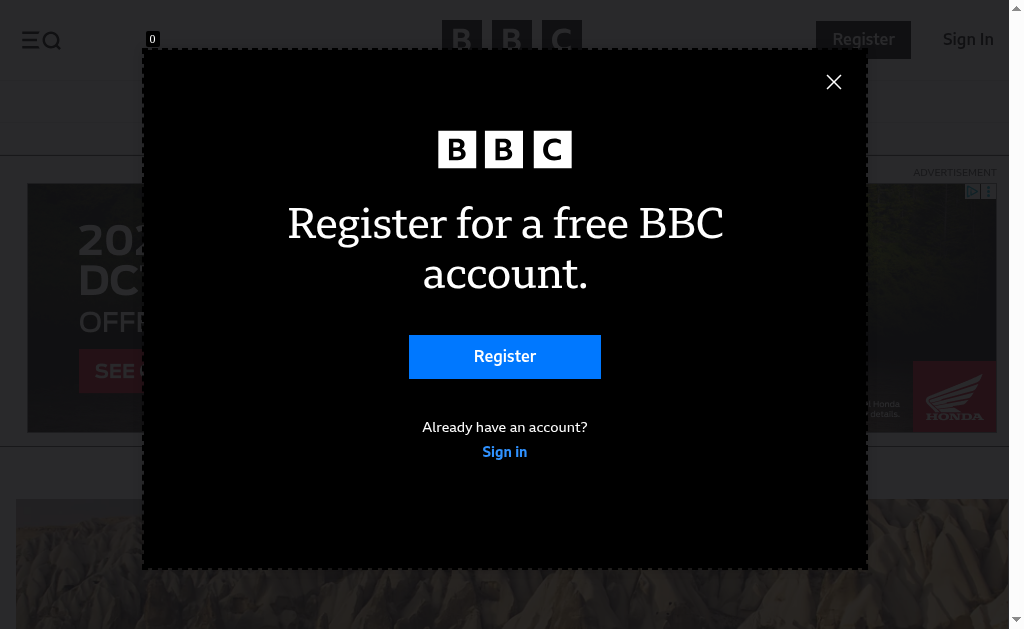 0
BBC
Register
Sign In
ADVERTISEMENT
BBC
Register for a free BBC
account.
Register
Already have an account?
Sign in
202
DC
OFFE
SEE
Honda
details.
HONDA